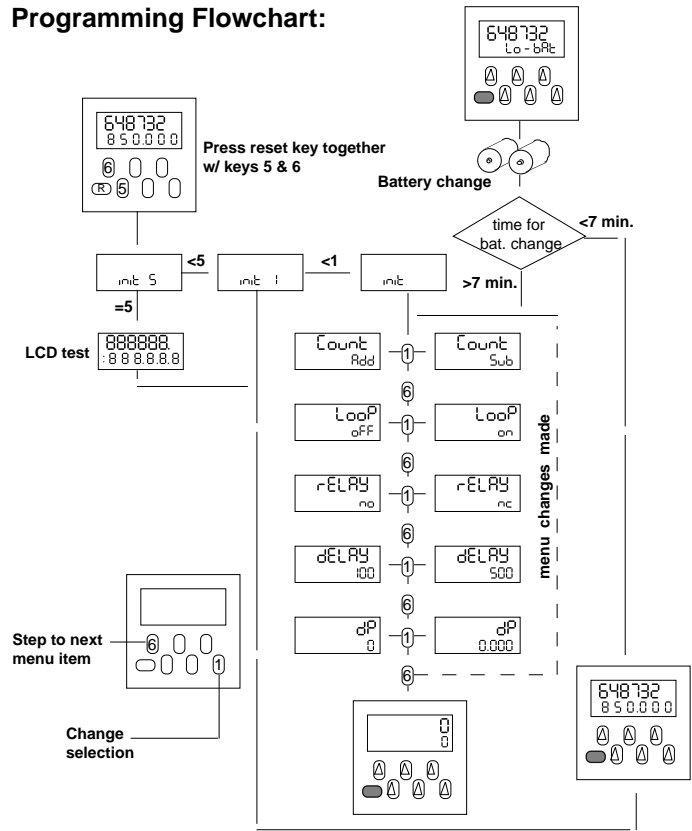 Programming Flowchart:
648732
Lo-bAt
648732
850.000
6
R 5
Press reset key together
w/ keys 5 & 6
Battery change
time for
bat. change
<7 min.
>7 min.
init 5
<5
init 1
<1
init
=5
LCD test
888888.
:888.8.8.8
Count
Add
1
Count
Sub
6
LooP
oFF
1
LooP
on
6
rELAY
no
1
rELAY
nc
6
dELAY
100
1
dELAY
500
6
dP
0
1
dP
0.000
6
menu changes made
Step to next
menu item
6
1
Change
selection
0
0
648732
850.000